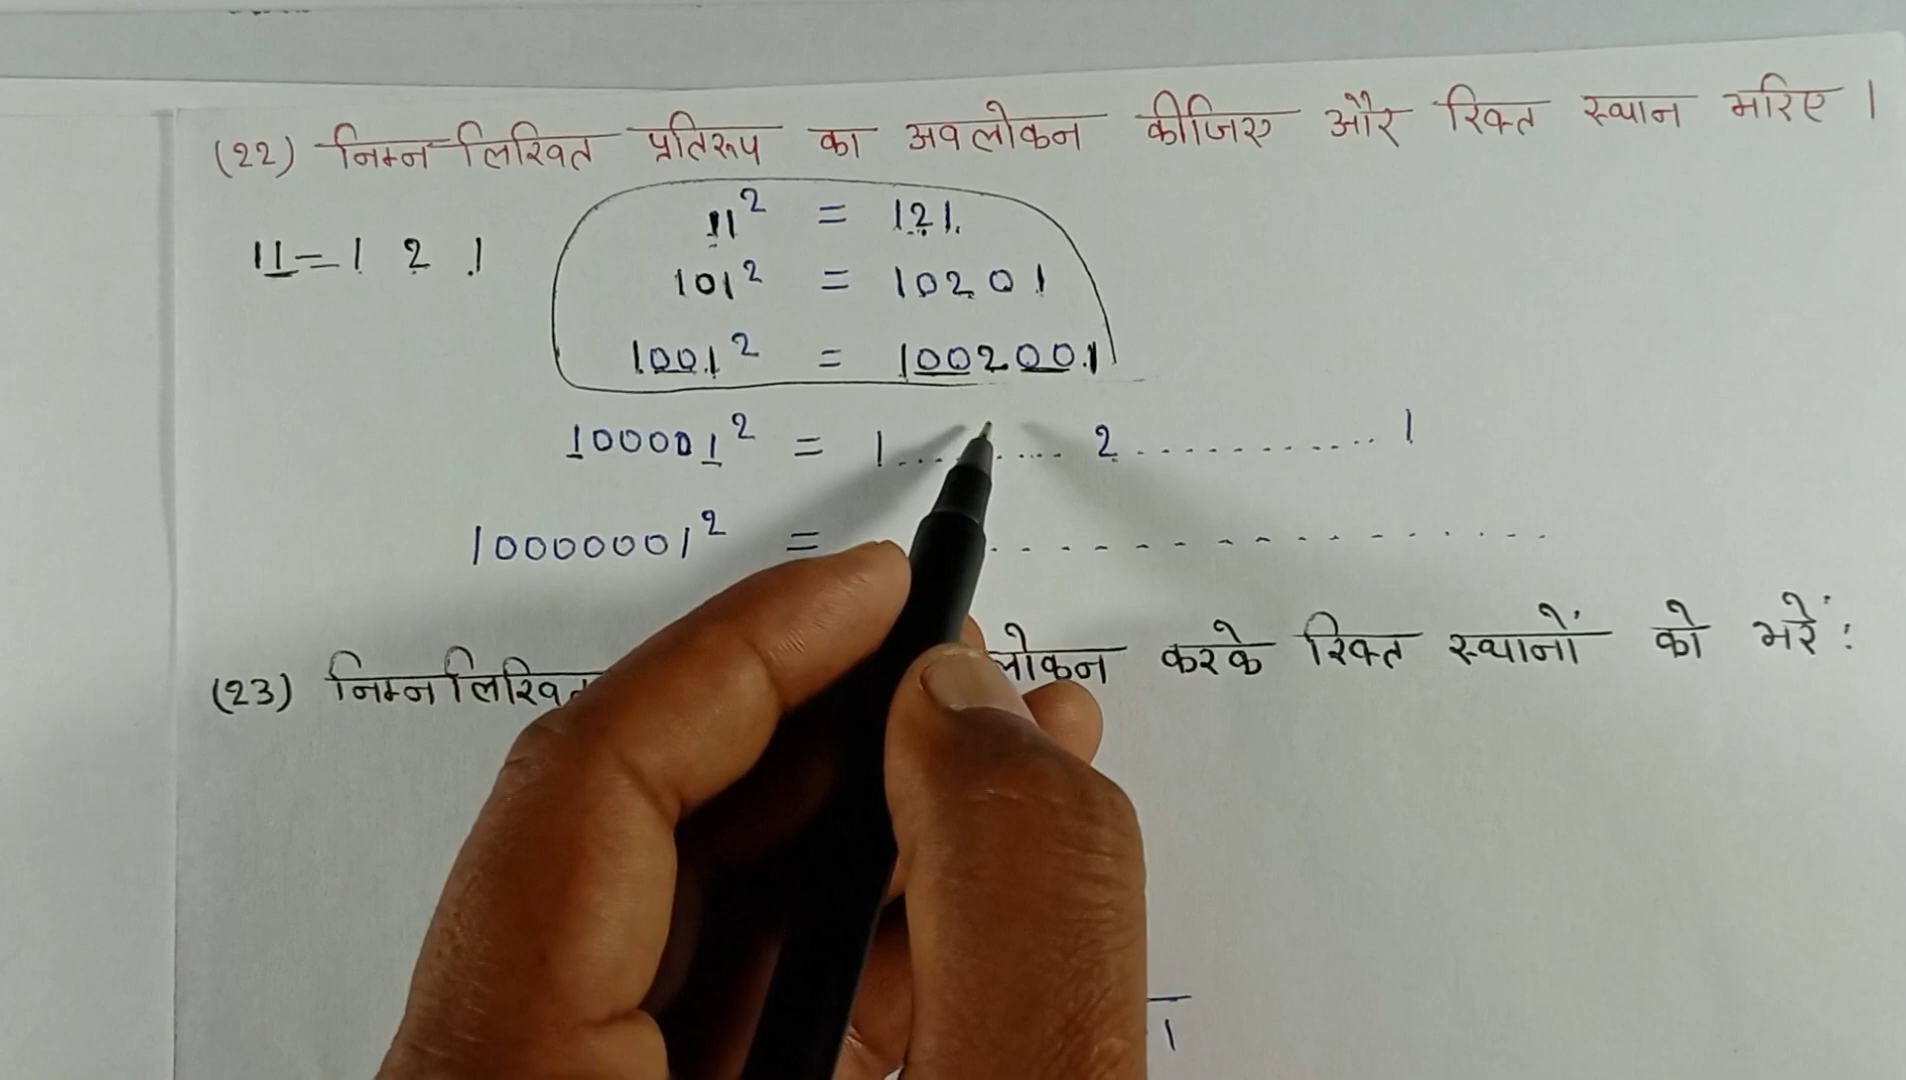 (22) निम्नलिखित प्रतिरूप का अवलोकन कीजिए और रिक्त स्थान भरिए ।
11² = 121
11 = 1 2 1
101² = 10201
1001² = 1002001
100001² = 1......... 2 ............ 1
10000001² = ...............
(23) निम्नलिखित लोकन करके रिक्त स्थानों को भरें :
1